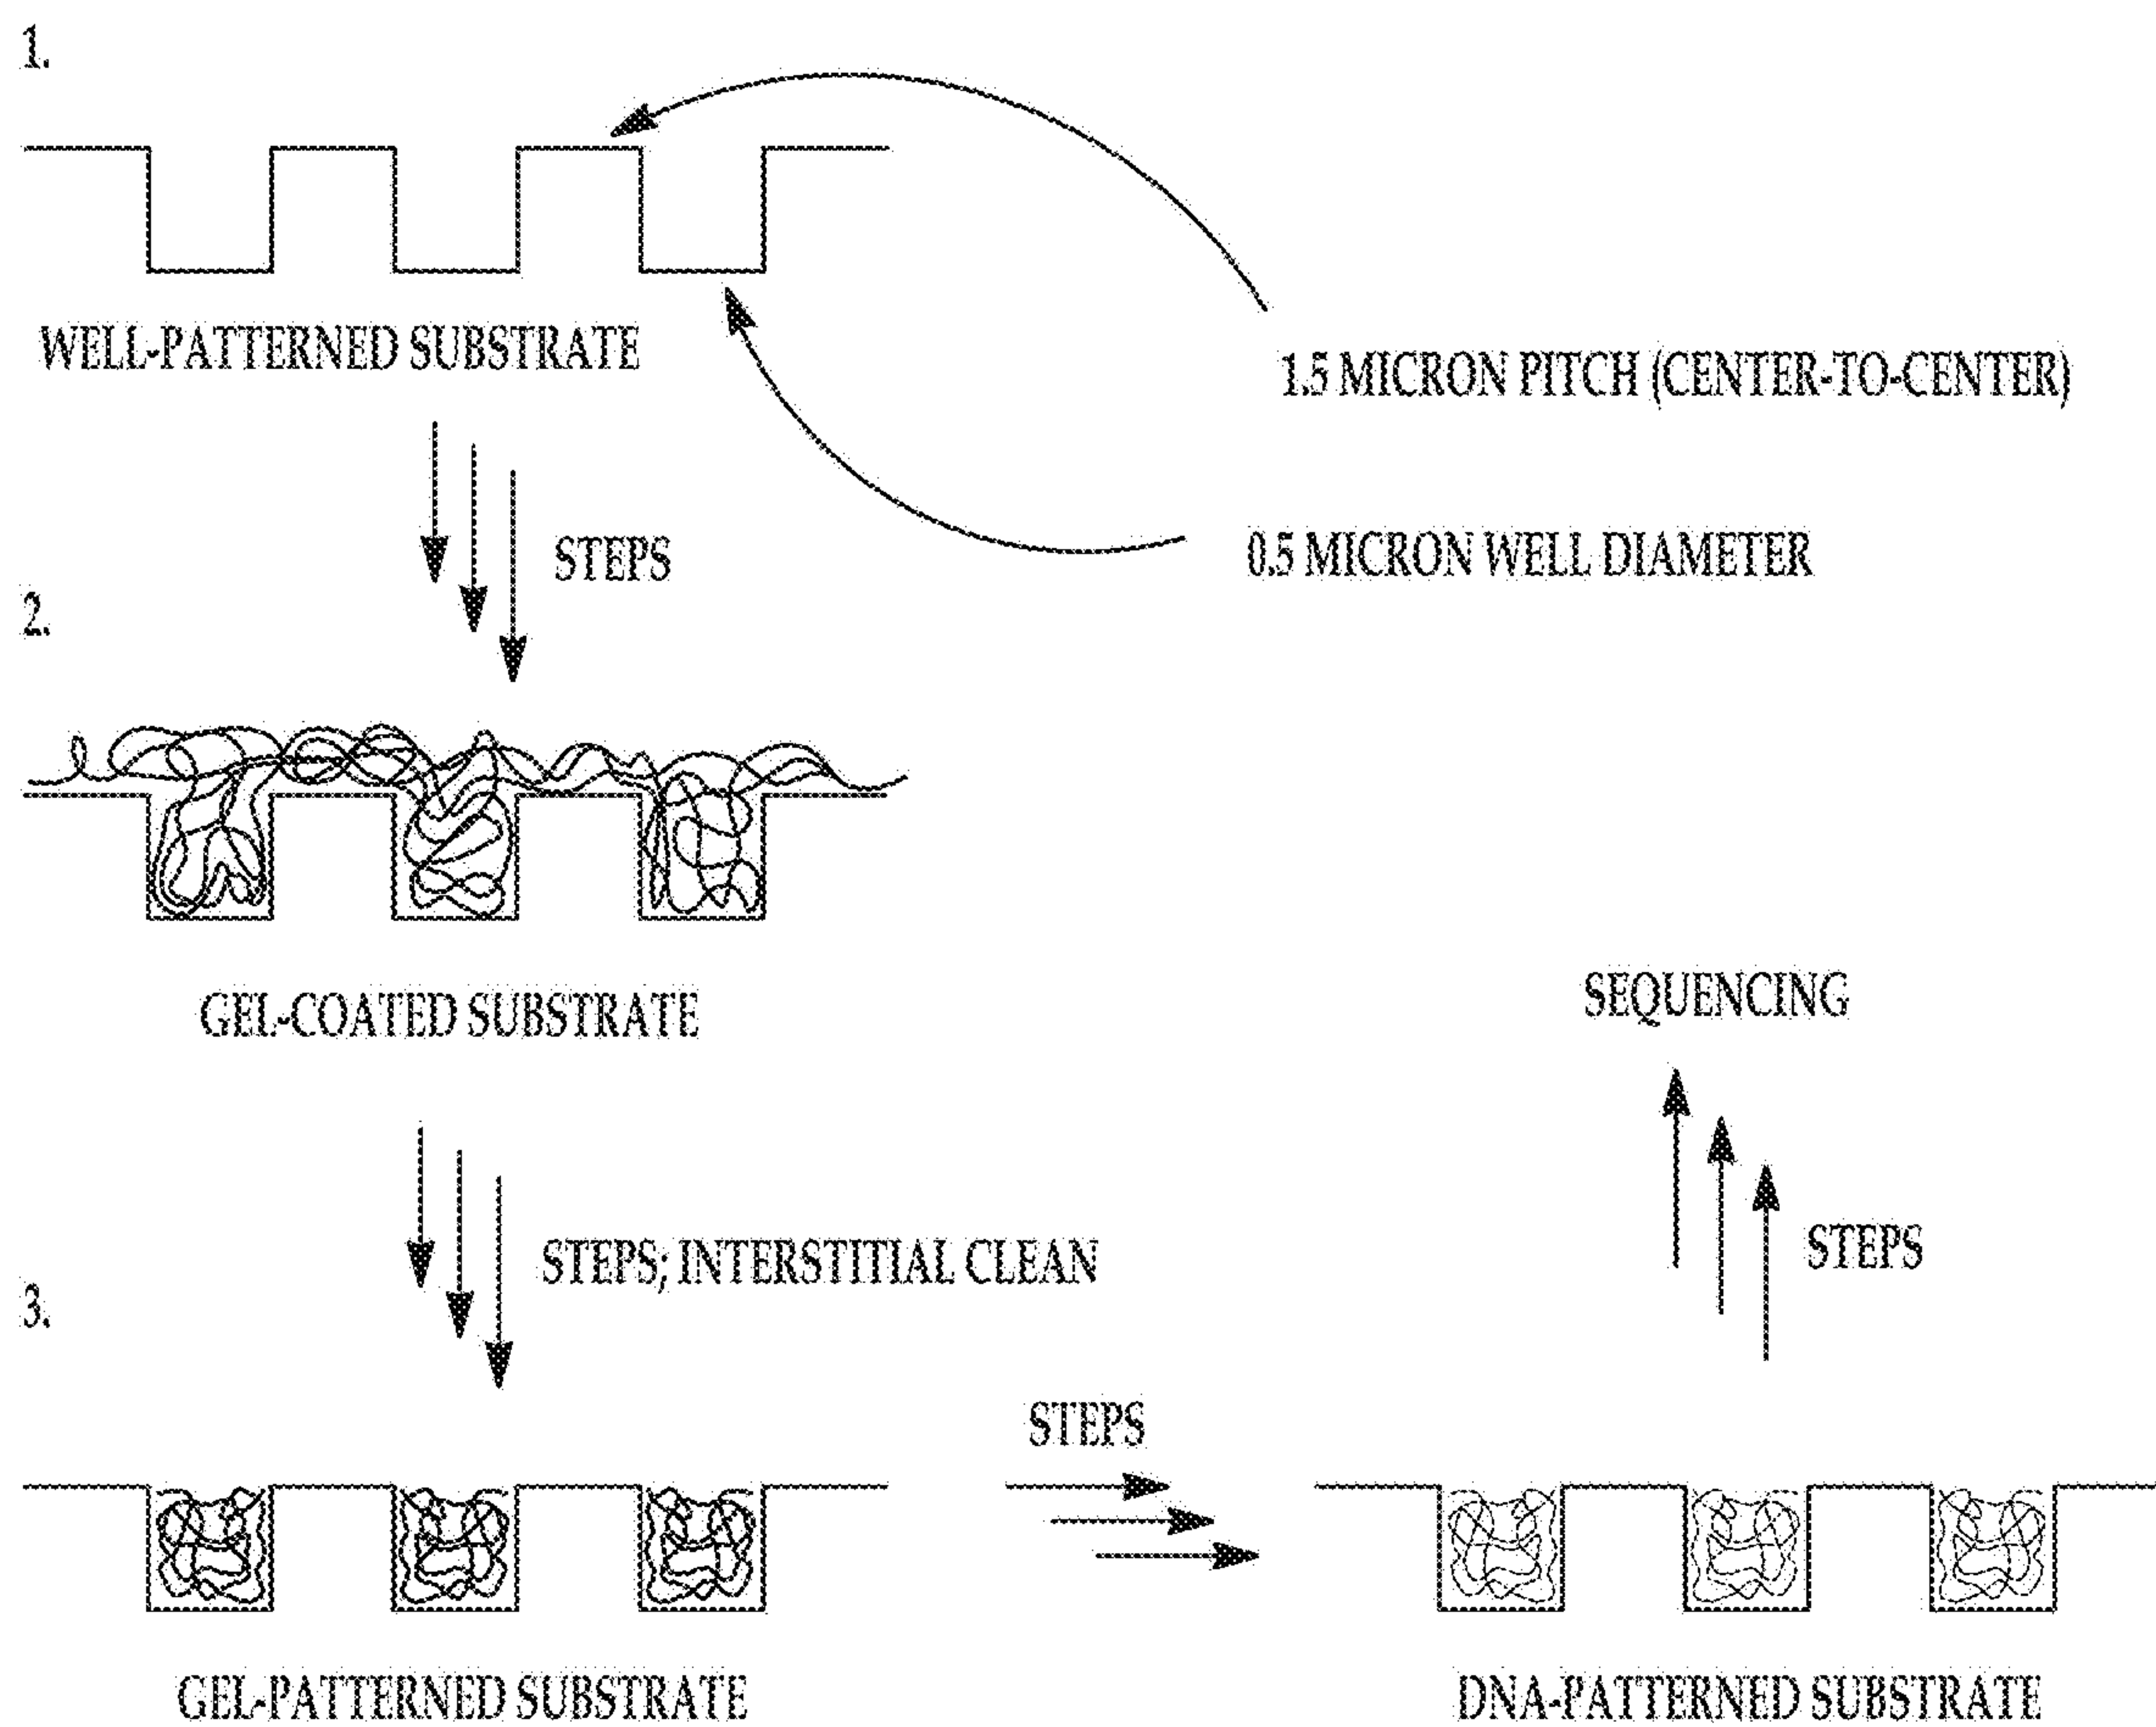 1.
WELL-PATTERNED SUBSTRATE
1.5 MICRON PITCH (CENTER-TO-CENTER)
0.5 MICRON WELL DIAMETER
STEPS
2.
GEL-COATED SUBSTRATE
STEPS; INTERSTITIAL CLEAN
3.
GEL-PATTERNED SUBSTRATE
STEPS
DNA-PATTERNED SUBSTRATE
STEPS
SEQUENCING